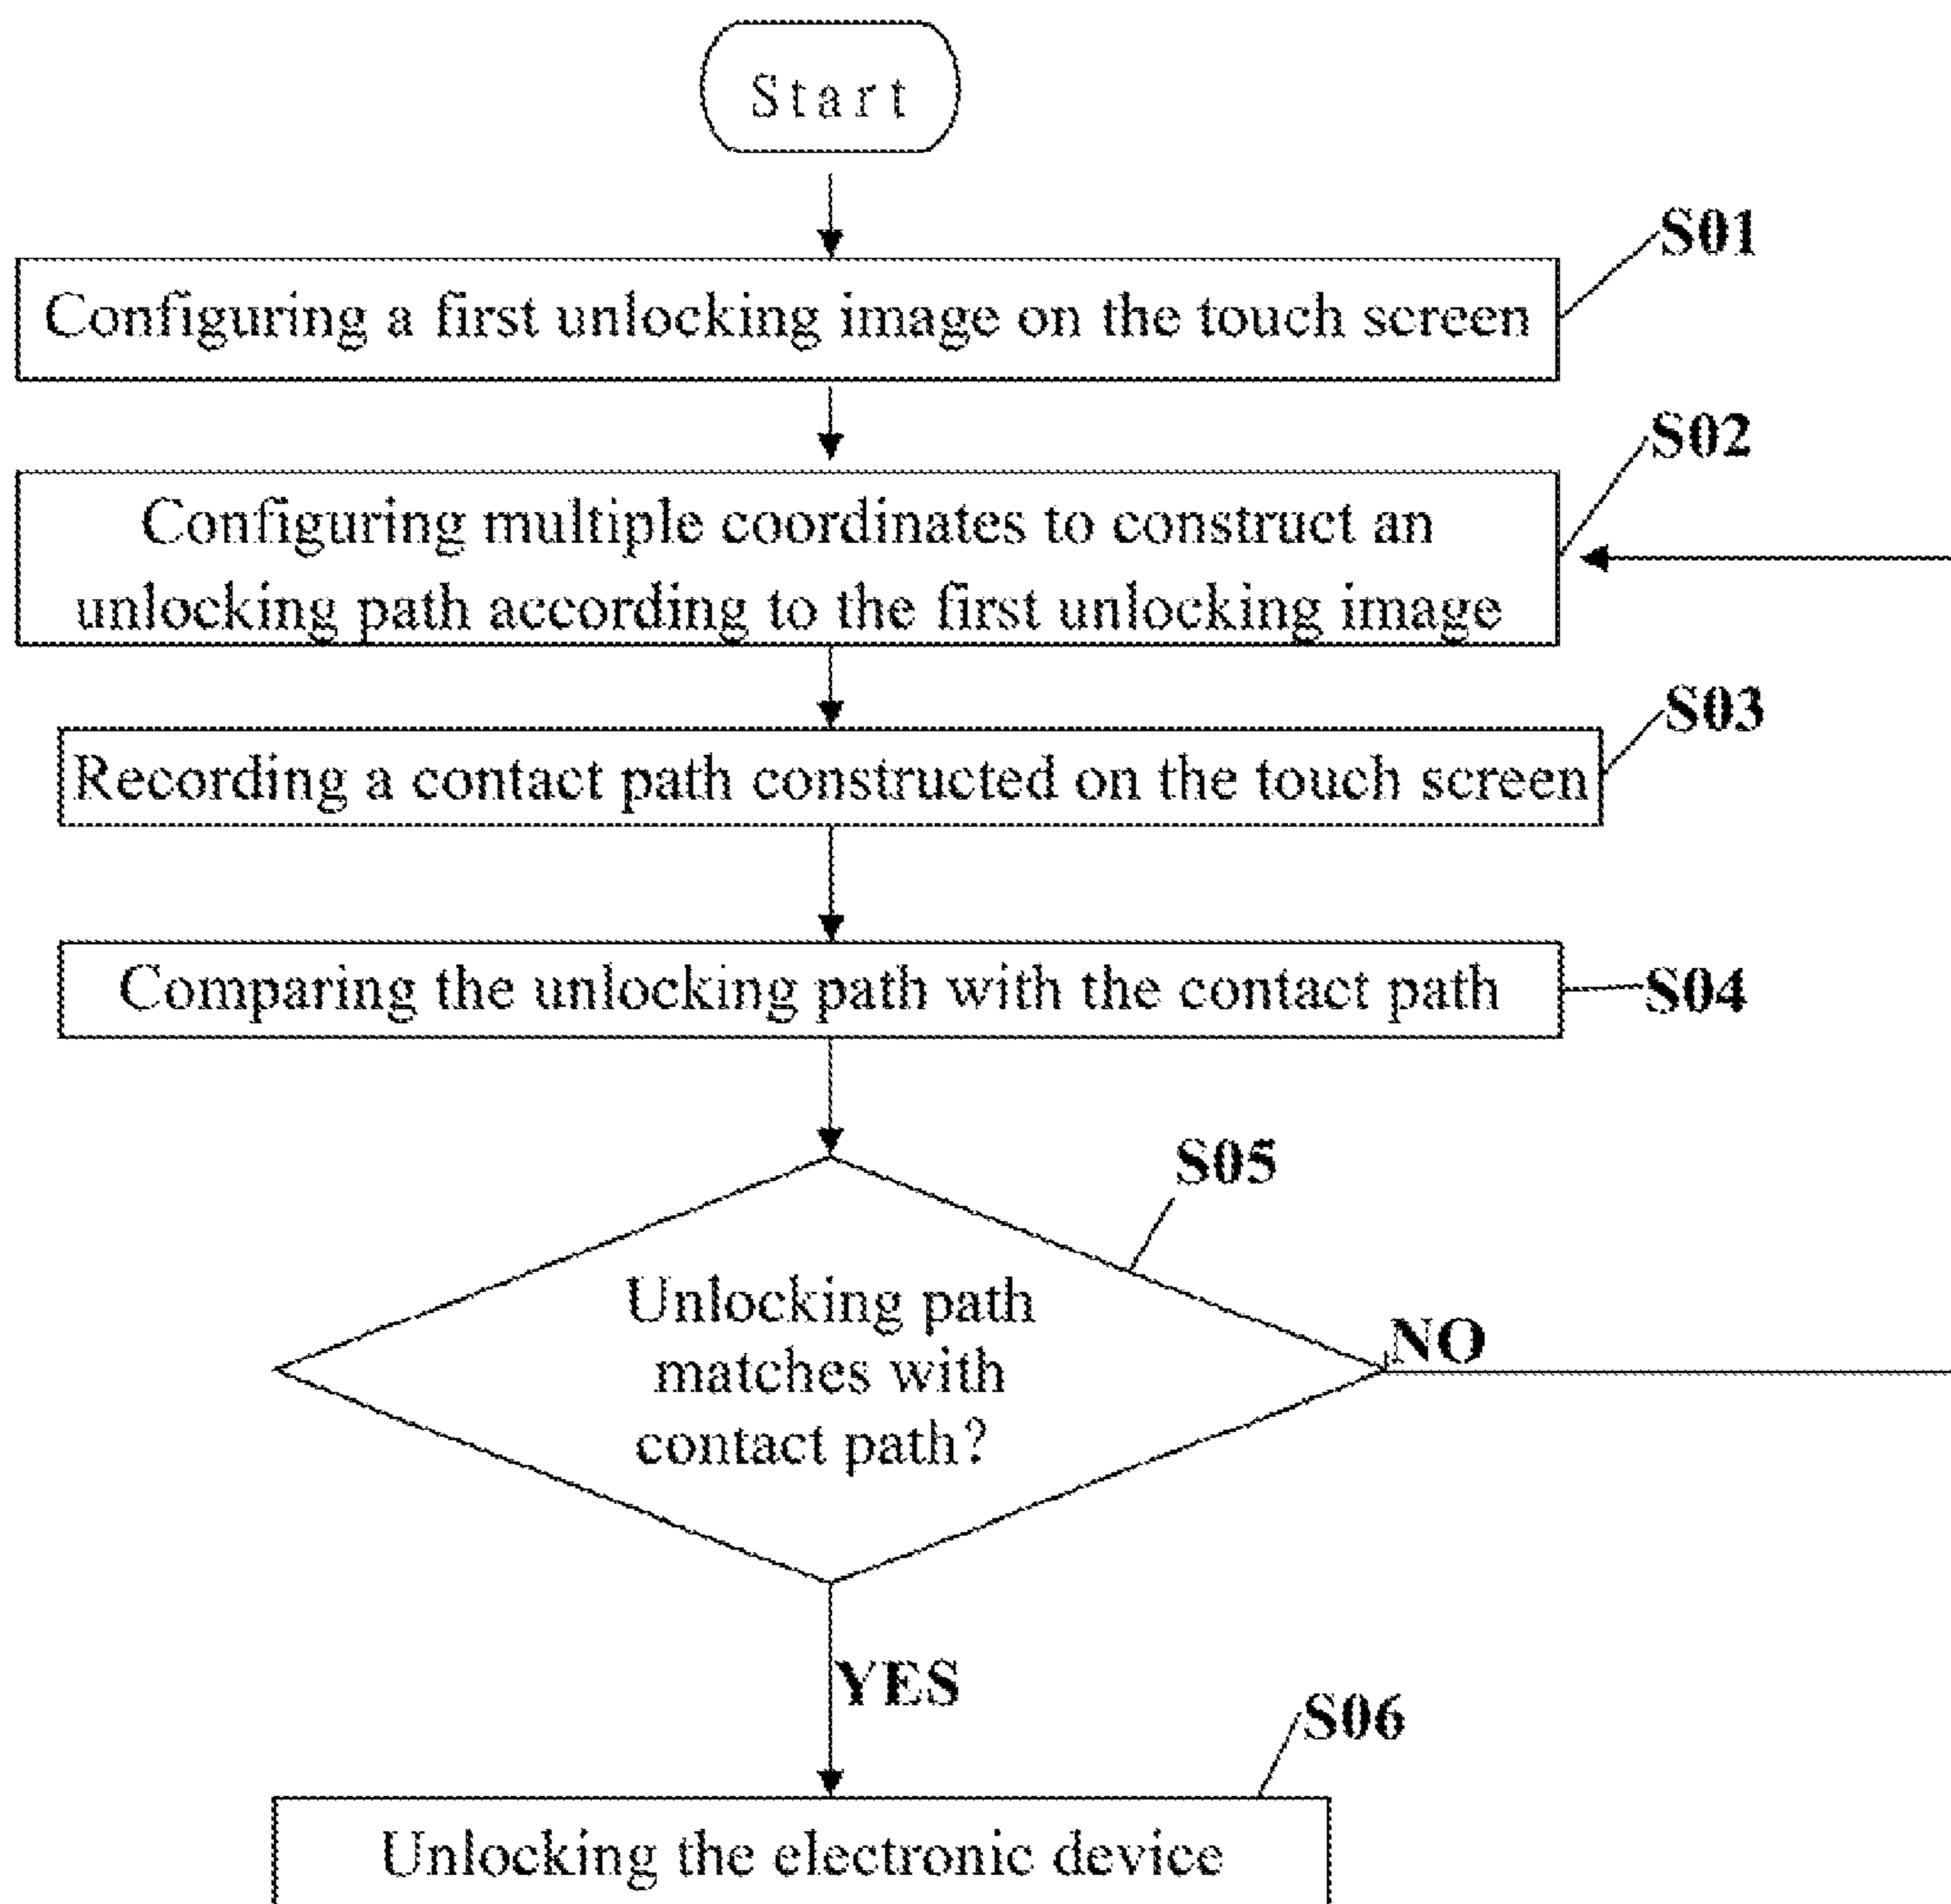 Start
S01
Configuring a first unlocking image on the touch screen
S02
Configuring multiple coordinates to construct an
unlocking path according to the first unlocking image
S03
Recording a contact path constructed on the touch screen
Comparing the unlocking path with the contact path
S04
S05
Unlocking path
matches with
contact path?
NO
YES
S06
Unlocking the electronic device